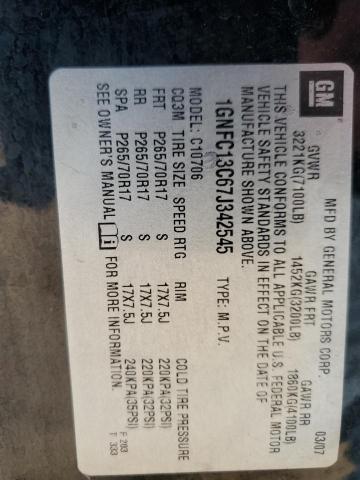 GM
MFD BY GENERAL MOTORS CORP. 03/07
GVWR GAWR FRT GAWR RR
3221KG(7100LB) 1452KG(3200LB) 1860KG(4100LB)
THIS VEHICLE CONFORMS TO ALL APPLICABLE U.S. FEDERAL MOTOR
VEHICLE SAFETY STANDARDS IN EFFECT ON THE DATE OF
MANUFACTURE SHOWN ABOVE.
1GNFC13C67J342545 TYPE: M.P.V.
MODEL: C10706
CQ3M TIRE SIZE SPEED RTG RIM COLD TIRE PRESSURE
FRT P265/70R17 S 17X7.5J 220KPA(32PSI)
RR P265/70R17 S 17X7.5J 220KPA(32PSI)
SPA P265/70R17 S 17X7.5J 240KPA(35PSI)
SEE OWNER'S MANUAL i FOR MORE INFORMATION. F 203
T 333